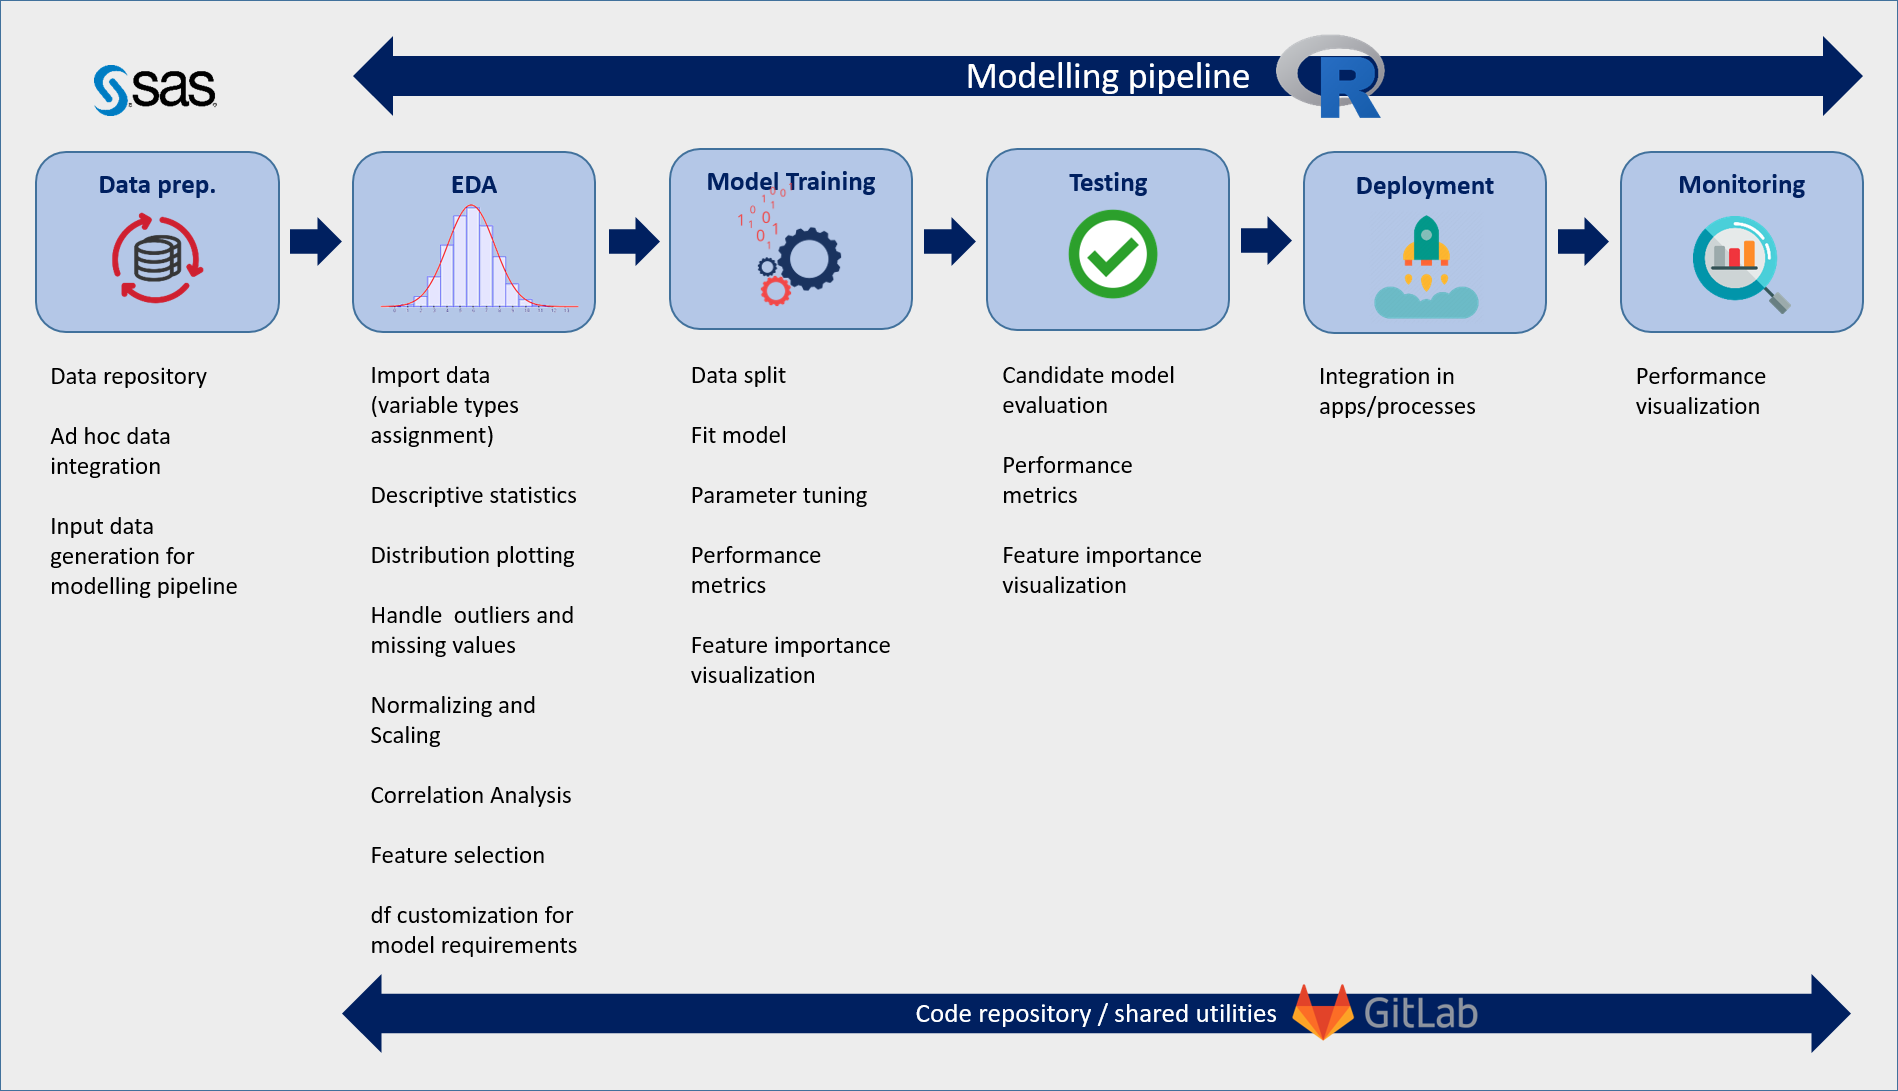 sas
Modelling pipeline
R
Data prep.
EDA
Model Training
Testing
Deployment
Monitoring
Data repository
Ad hoc data
integration
Input data
generation for
modelling pipeline
Import data
(variable types
assignment)
Descriptive statistics
Distribution plotting
Handle  outliers and
missing values
Normalizing and
Scaling
Correlation Analysis
Feature selection
df customization for
model requirements
Data split
Fit model
Parameter tuning
Performance
metrics
Feature importance
visualization
Candidate model
evaluation
Performance
metrics
Feature importance
visualization
Integration in
apps/processes
Performance
visualization
Code repository / shared utilities
GitLab